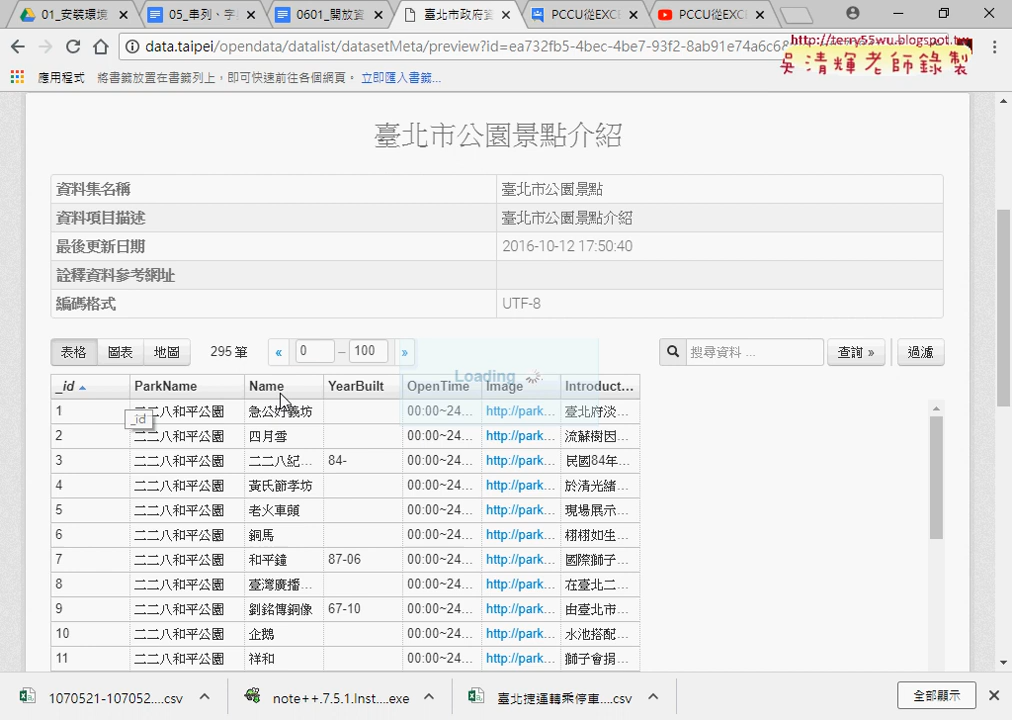 01_安裝環境
05_串列、字
0601_開放資
臺北市政府資
PCCU從EXCE
PCCU從EXC
data.taipei/opendata/datalist/datasetMeta/preview?id=ea732fb5-4bec-4be7-93f2-8ab91e74a6c6
http://terry55wu.blogspot.tw
吳清輝老師錄製
應用程式 將書籤放置在書籤列上，即可快速前往各個網頁。 立即匯入書籤...
臺北市公園景點介紹
資料集名稱 臺北市公園景點
資料項目描述 臺北市公園景點介紹
最後更新日期 2016-10-12 17:50:40
詮釋資料參考網址
編碼格式 UTF-8
表格 圖表 地圖 295 筆 « 0 – 100 » 搜尋資料 ... 查詢 » 過濾
Loading
_id ParkName Name YearBuilt OpenTime Image Introduct...
1 二二八和平公園 急公好義坊 00:00~24... http://park... 臺北府淡...
_id
2 二二八和平公園 四月雪 00:00~24... http://park... 流蘇樹因...
3 二二八和平公園 二二八紀... 84- 00:00~24... http://park... 民國84年...
4 二二八和平公園 黃氏節孝坊 00:00~24... http://park... 於清光緒...
5 二二八和平公園 老火車頭 00:00~24... http://park... 現場展示...
6 二二八和平公園 銅馬 00:00~24... http://park... 栩栩如生...
7 二二八和平公園 和平鐘 87-06 00:00~24... http://park... 國際獅子...
8 二二八和平公園 臺灣廣播... 00:00~24... http://park... 在臺北二...
9 二二八和平公園 劉銘傳銅像 67-10 00:00~24... http://park... 由臺北市...
10 二二八和平公園 企鵝 00:00~24... http://park... 水池搭配...
11 二二八和平公園 祥和 00:00~24... http://park... 獅子會捐...
1070521-107052....csv
note++.7.5.1.Inst....exe
臺北捷運轉乘停車....csv
全部顯示